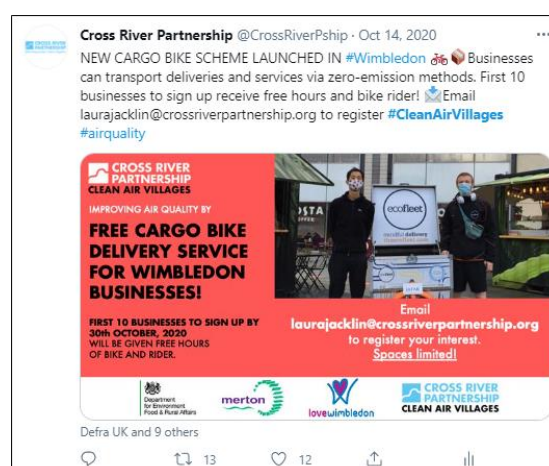 Cross River Partnership @CrossRiverPship · Oct 14, 2020
NEW CARGO BIKE SCHEME LAUNCHED IN #Wimbledon 🚲 📦Businesses
can transport deliveries and services via zero-emission methods. First 10
businesses to sign up receive free hours and bike rider! 📩Email
laurajacklin@crossriverpartnership.org to register #CleanAirVillages
#airquality
CROSS RIVER
PARTNERSHIP
CLEAN AIR VILLAGES
IMPROVING AIR QUALITY BY
FREE CARGO BIKE
DELIVERY SERVICE
FOR WIMBLEDON
BUSINESSES!
FIRST 10 BUSINESSES TO SIGN UP BY
30th OCTOBER, 2020
WILL BE GIVEN FREE HOURS
OF BIKE AND RIDER.
OSTA
ecofleet
delivery
Email
laurajacklin@crossriverpartnership.org
to register your interest.
Spaces limited!
Department
for Environment
Food & Rural Affairs
merton
lovewimbledon
CROSS RIVER
PARTNERSHIP
CLEAN AIR VILLAGES
Defra UK and 9 others
13
12